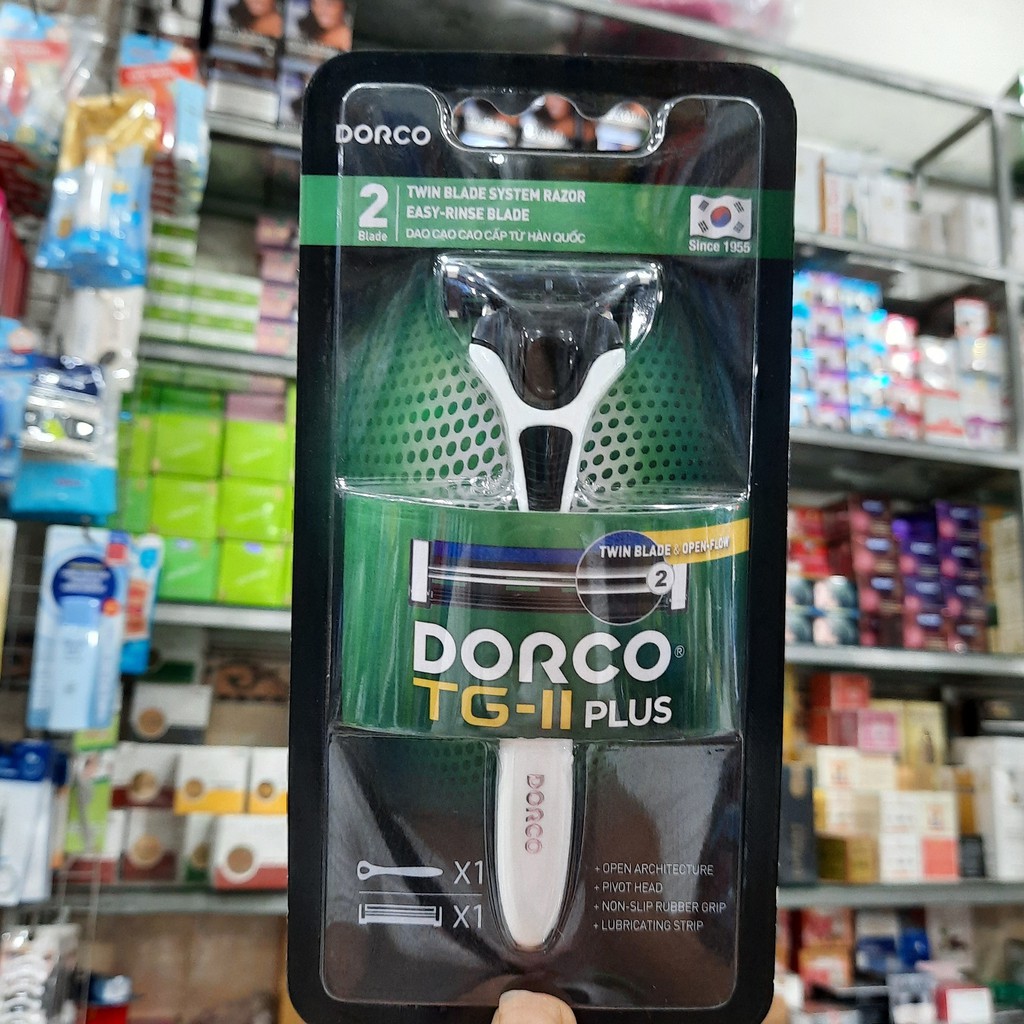 DORCO
2
Blade
TWIN BLADE SYSTEM RAZOR
EASY-RINSE BLADE
DAO CẠO CAO CẤP TỪ HÀN QUỐC
Since 1955
TWIN BLADE & OPEN-FLOW
2
DORCO®
TG-II PLUS
DORCO
X1
X1
+ OPEN ARCHITECTURE
+ PIVOT HEAD
+ NON-SLIP RUBBER GRIP
+ LUBRICATING STRIP